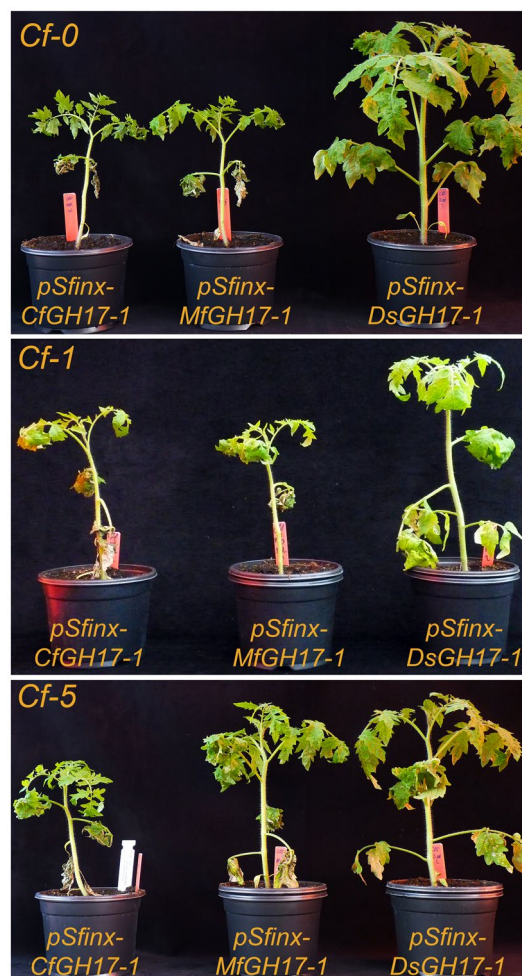 Cf-0
pSfinx-
CfGH17-1
pSfinx-
MfGH17-1
pSfinx-
DsGH17-1
Cf-1
pSfinx-
CfGH17-1
pSfinx-
MfGH17-1
pSfinx-
DsGH17-1
Cf-5
pSfinx-
CfGH17-1
pSfinx-
MfGH17-1
pSfinx-
DsGH17-1